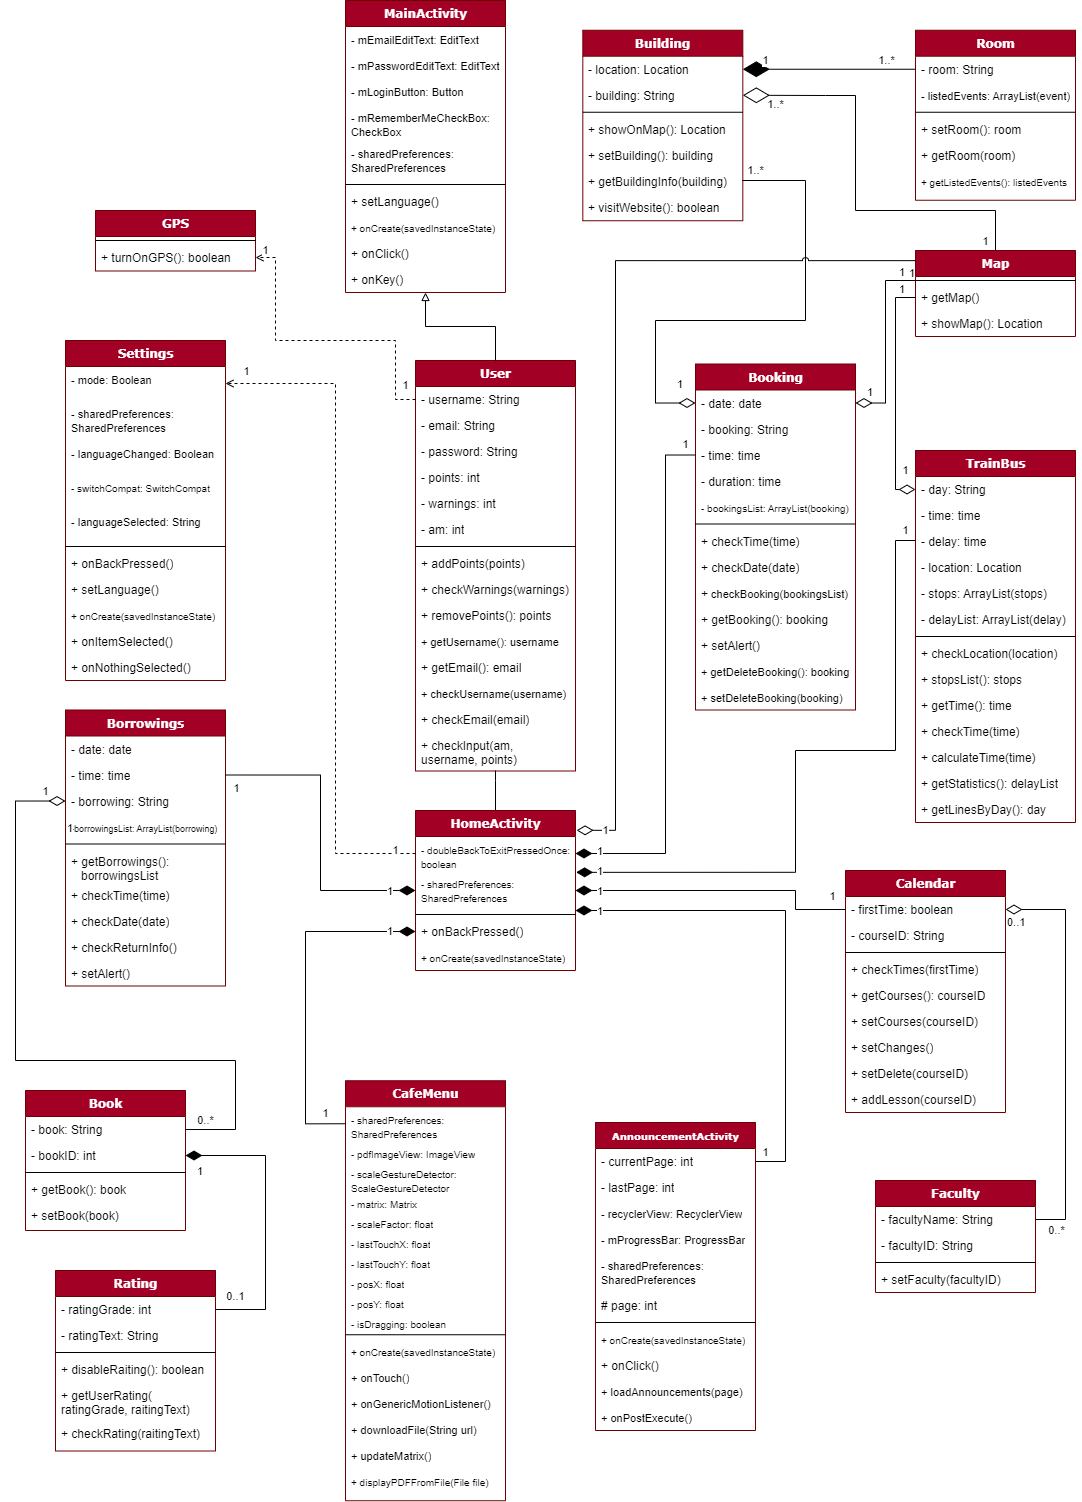 MainActivity
- mEmailEditText: EditText
- mPasswordEditText: EditText
- mLoginButton: Button
- mRememberMeCheckBox:
CheckBox
- sharedPreferences:
SharedPreferences
+ setLanguage()
+ onCreate(savedInstanceState)
+ onClick()
+ onKey()
Building
- location: Location
- building: String
+ showOnMap(): Location
+ setBuilding(): building
+ getBuildingInfo(building)
+ visitWebsite(): boolean
1
1..*
1..*
1..*
Room
- room: String
- listedEvents: ArrayList(event)
+ setRoom(): room
+ getRoom(room)
+ getListedEvents(): listedEvents
GPS
+ turnOnGPS(): boolean
1
1
Map
+ getMap()
+ showMap(): Location
1
1
1
Settings
- mode: Boolean
- sharedPreferences:
SharedPreferences
- languageChanged: Boolean
- switchCompat: SwitchCompat
- languageSelected: String
+ onBackPressed()
+ setLanguage()
+ onCreate(savedInstanceState)
+ onItemSelected()
+ onNothingSelected()
1
1
User
- username: String
- email: String
- password: String
- points: int
- warnings: int
- am: int
+ addPoints(points)
+ checkWarnings(warnings)
+ removePoints(): points
+ getUsername(): username
+ getEmail(): email
+ checkUsername(username)
+ checkEmail(email)
+ checkInput(am,
username, points)
1
1
Booking
- date: date
- booking: String
- time: time
- duration: time
- bookingsList: ArrayList(booking)
+ checkTime(time)
+ checkDate(date)
+ checkBooking(bookingsList)
+ getBooking(): booking
+ setAlert()
+ getDeleteBooking(): booking
+ setDeleteBooking(booking)
1
1
1
TrainBus
- day: String
- time: time
- delay: time
- location: Location
- stops: ArrayList(stops)
- delayList: ArrayList(delay)
+ checkLocation(location)
+ stopsList(): stops
+ getTime(): time
+ checkTime(time)
+ calculateTime(time)
+ getStatistics(): delayList
+ getLinesByDay(): day
Borrowings
- date: date
- time: time
- borrowing: String
1
- borrowingsList: ArrayList(borrowing)
+ getBorrowings():
borrowingsList
+ checkTime(time)
+ checkDate(date)
+ checkReturnInfo()
+ setAlert()
1
1
HomeActivity
- doubleBackToExitPressedOnce:
boolean
- sharedPreferences:
SharedPreferences
+ onBackPressed()
+ onCreate(savedInstanceState)
1
1
1
1
1
1
1
1
1
Calendar
- firstTime: boolean
- courseID: String
+ checkTimes(firstTime)
+ getCourses(): courseID
+ setCourses(courseID)
+ setChanges()
+ setDelete(courseID)
+ addLesson(courseID)
0..1
Book
- book: String
- bookID: int
+ getBook(): book
+ setBook(book)
0..*
1
CafeMenu
- sharedPreferences:
SharedPreferences
- pdfImageView: ImageView
- scaleGestureDetector:
ScaleGestureDetector
- matrix: Matrix
- scaleFactor: float
- lastTouchX: float
- lastTouchY: float
- posX: float
- posY: float
- isDragging: boolean
+ onCreate(savedInstanceState)
+ onTouch()
+ onGenericMotionListener()
+ downloadFile(String url)
+ updateMatrix()
+ displayPDFFromFile(File file)
1
AnnouncementActivity
- currentPage: int
- lastPage: int
- recyclerView: RecyclerView
- mProgressBar: ProgressBar
- sharedPreferences:
SharedPreferences
# page: int
+ onCreate(savedInstanceState)
+ onClick()
+ loadAnnouncements(page)
+ onPostExecute()
1
Faculty
- facultyName: String
- facultyID: String
+ setFaculty(facultyID)
0..*
Rating
- ratingGrade: int
- ratingText: String
+ disableRaiting(): boolean
+ getUserRating(
ratingGrade, raitingText)
+ checkRating(raitingText)
0..1